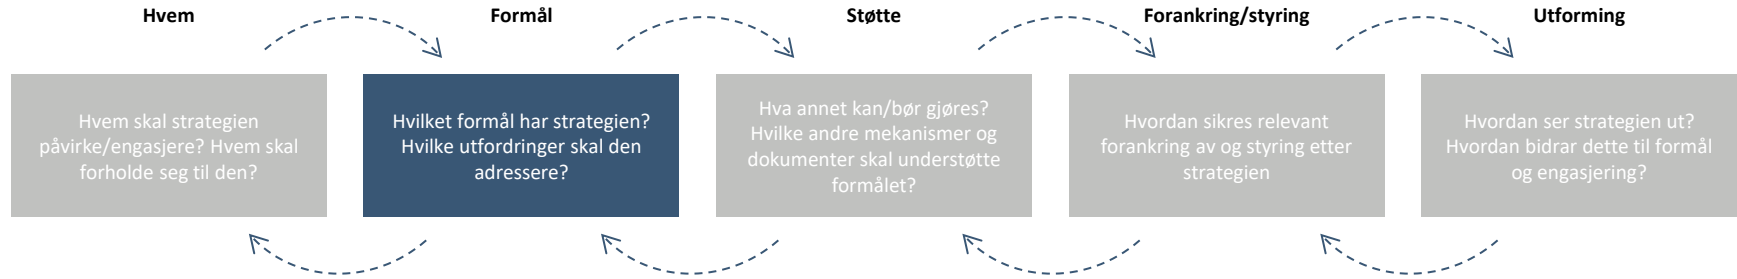 Hvem
Formål
Støtte
Forankring/styring
Utforming
Hvem skal strategien
påvirke/engasjere? Hvem skal
forholde seg til den?
Hvilket formål har strategien?
Hvilke utfordringer skal den
adressere?
Hva annet kan/bør gjøres?
Hvilke andre mekanismer og
dokumenter skal understøtte
formålet?
Hvordan sikres relevant
forankring av og styring etter
strategien
Hvordan ser strategien ut?
Hvordan bidrar dette til formål
og engasjering?